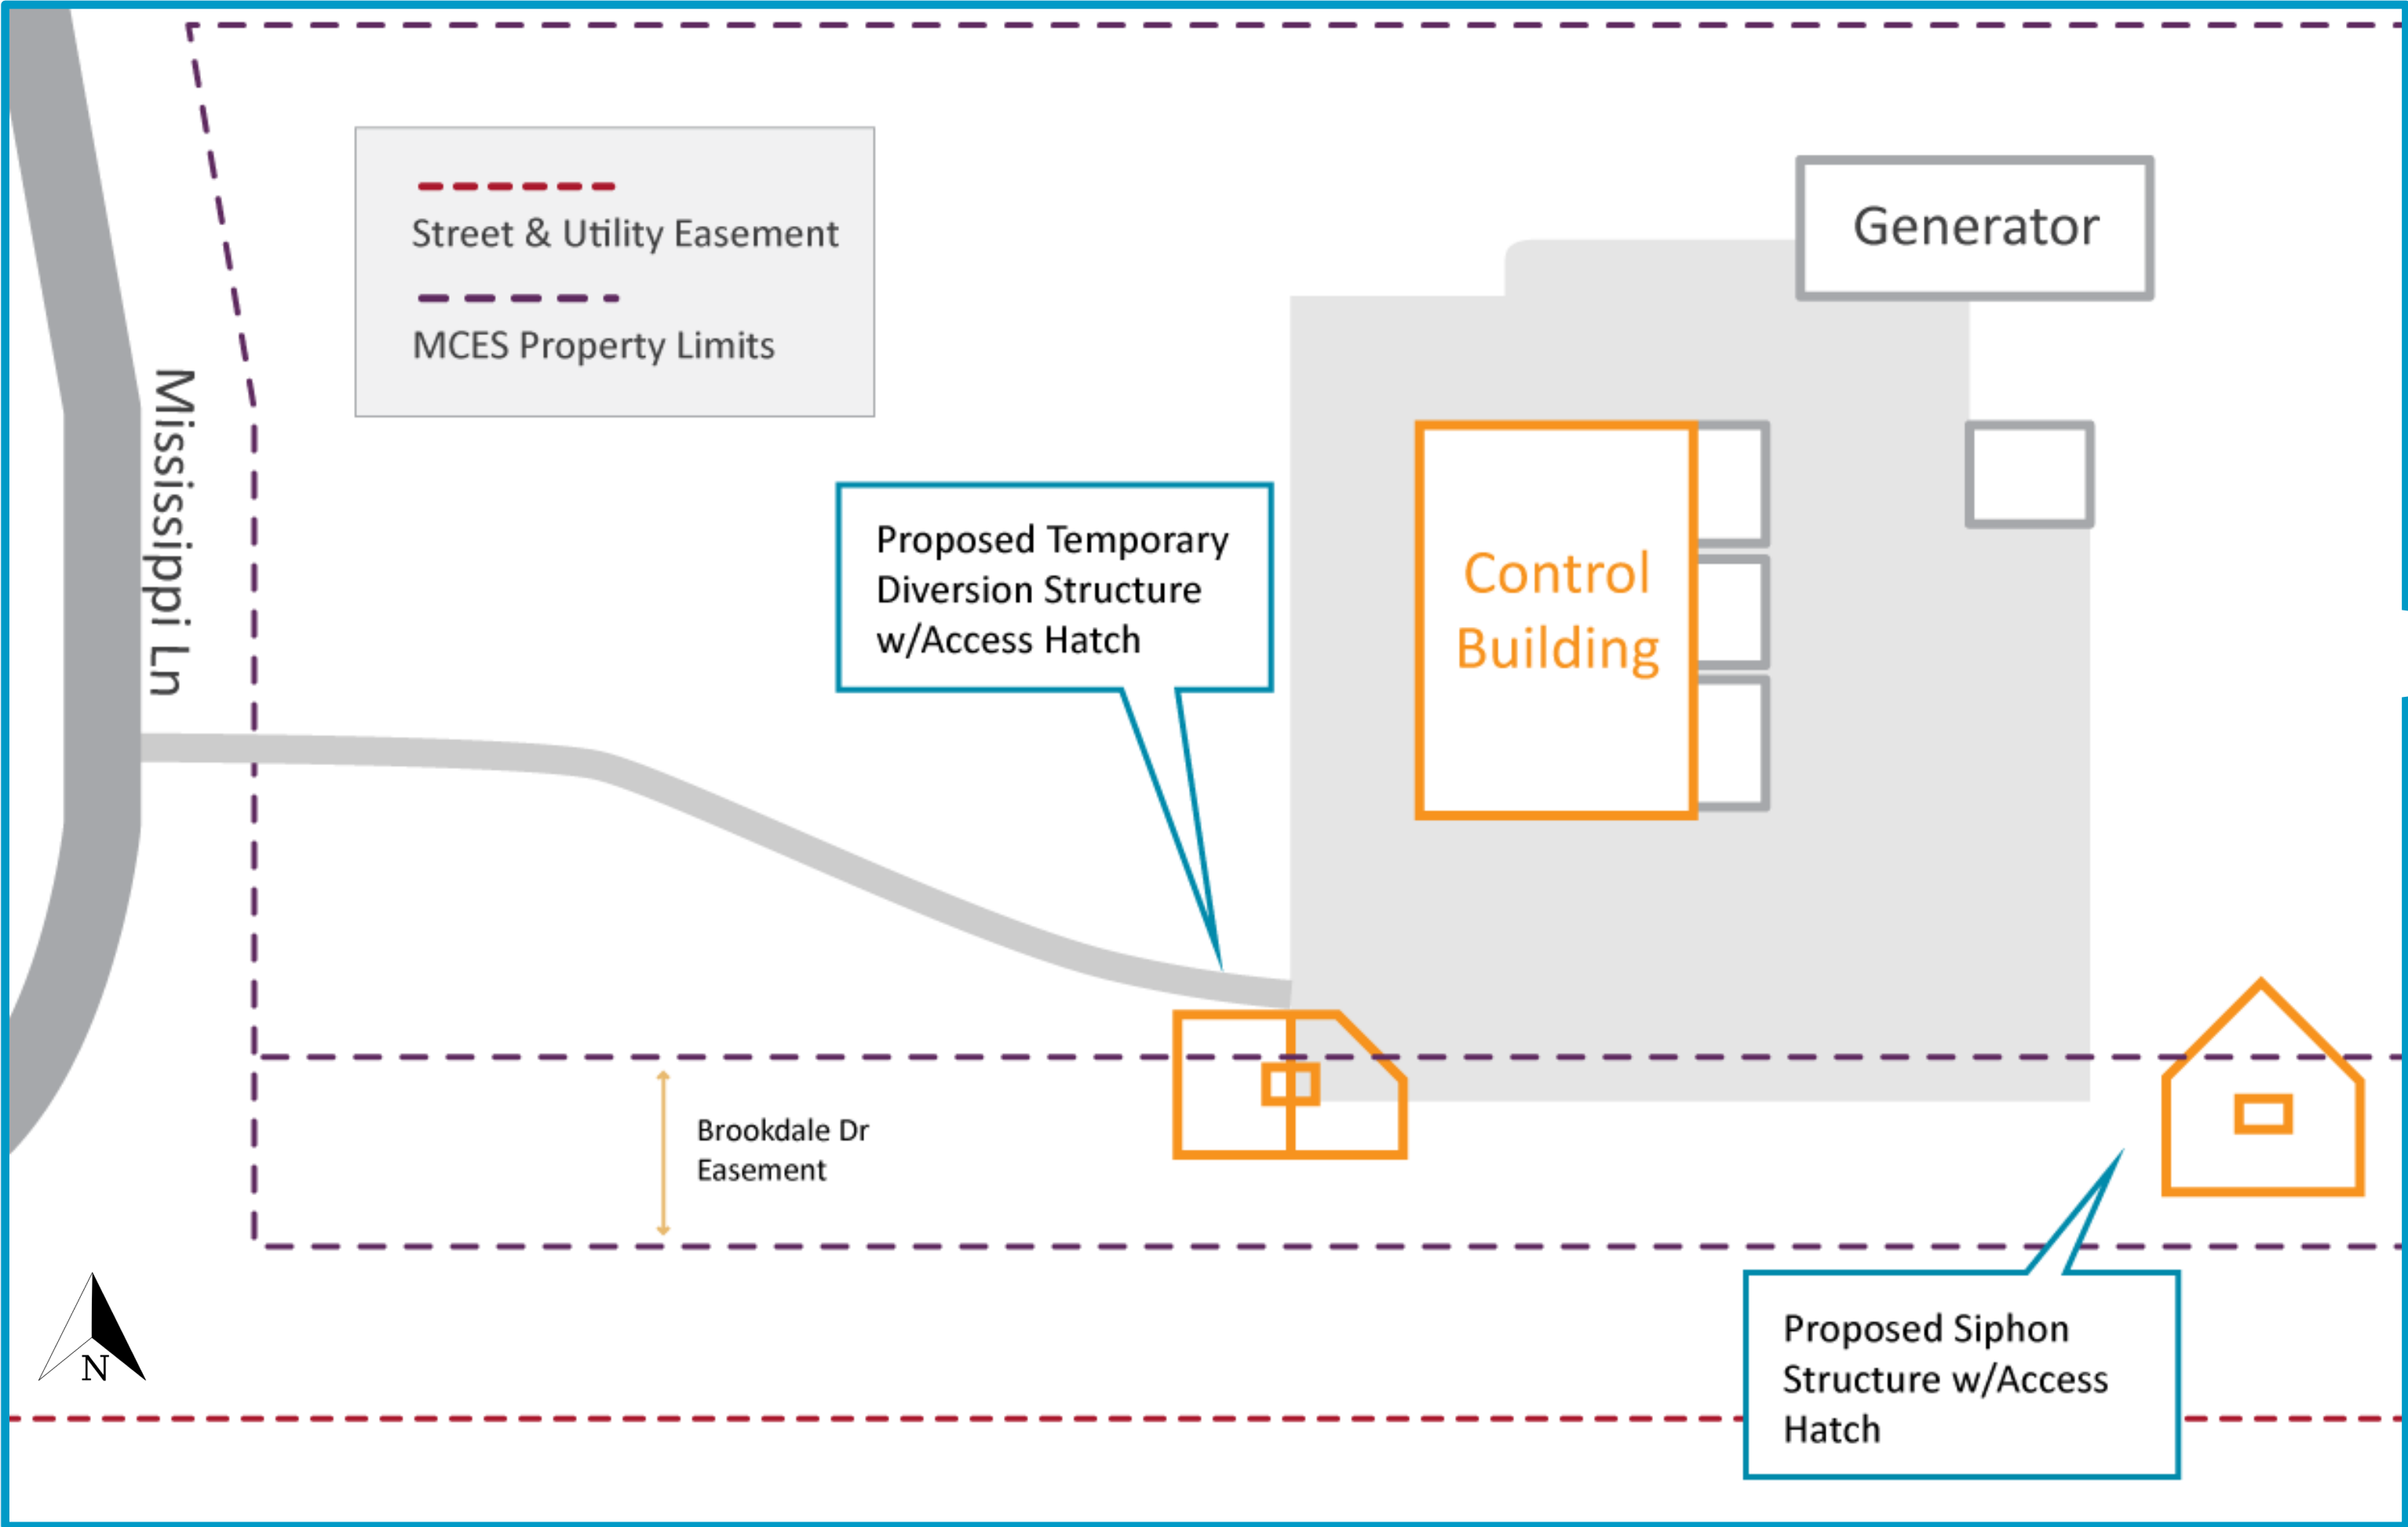 Street & Utility Easement
MCES Property Limits
Generator
Mississippi Ln
Proposed Temporary
Diversion Structure
w/Access Hatch
Control
Building
Brookdale Dr
Easement
N
Proposed Siphon
Structure w/Access
Hatch